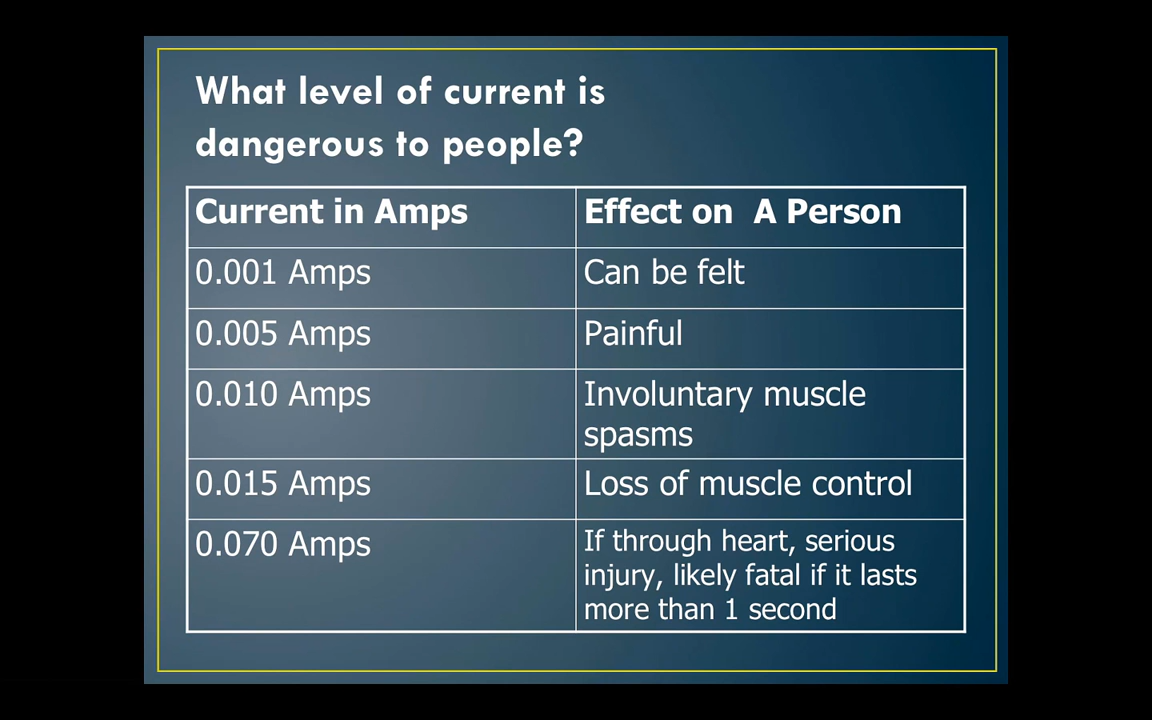 What level of current is
dangerous to people?
Current in Amps
Effect on A Person
0.001 Amps
Can be felt
0.005 Amps
Painful
0.010 Amps
Involuntary muscle
spasms
0.015 Amps
Loss of muscle control
0.070 Amps
If through heart, serious
injury, likely fatal if it lasts
more than 1 second